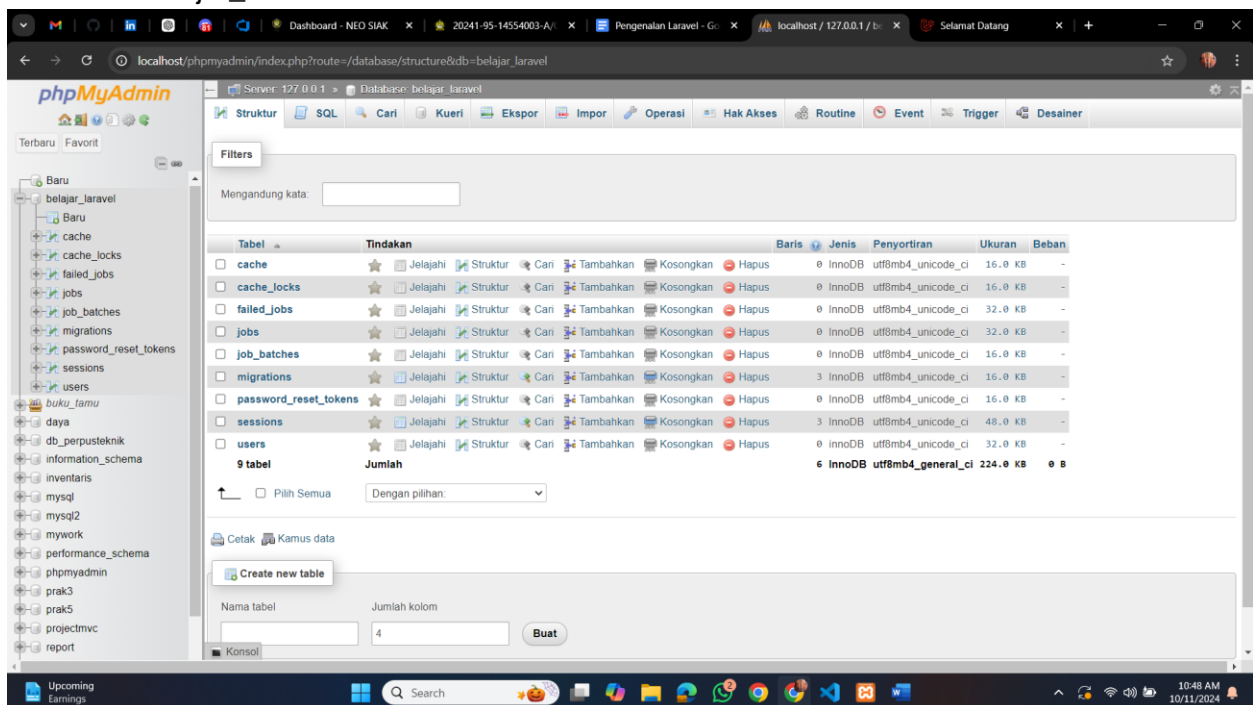 Dashboard - NEO SIAK
20241-95-14554003-A/
Pengenalan Laravel - Go
localhost / 127.0.0.1 / be
Selamat Datang
localhost/phpmyadmin/index.php?route=/database/structure&db=belajar_laravel
phpMyAdmin
Terbaru Favorit
Baru
belajar_laravel
Baru
cache
cache_locks
failed_jobs
jobs
job_batches
migrations
password_reset_tokens
sessions
users
buku_tamu
daya
db_perpusteknik
information_schema
inventaris
mysql
mysql2
mywork
performance_schema
phpmyadmin
prak3
prak5
projectmvc
report
Server: 127.0.0.1 » Database: belajar_laravel
Struktur SQL Cari Kueri Ekspor Impor Operasi Hak Akses Routine Event Trigger Desainer
Filters
Mengandung kata:
Tabel Tindakan Baris Jenis Penyortiran Ukuran Beban
cache Jelajahi Struktur Cari Tambahkan Kosongkan Hapus 0 InnoDB utf8mb4_unicode_ci 16.0 KB -
cache_locks Jelajahi Struktur Cari Tambahkan Kosongkan Hapus 0 InnoDB utf8mb4_unicode_ci 16.0 KB -
failed_jobs Jelajahi Struktur Cari Tambahkan Kosongkan Hapus 0 InnoDB utf8mb4_unicode_ci 32.0 KB -
jobs Jelajahi Struktur Cari Tambahkan Kosongkan Hapus 0 InnoDB utf8mb4_unicode_ci 32.0 KB -
job_batches Jelajahi Struktur Cari Tambahkan Kosongkan Hapus 0 InnoDB utf8mb4_unicode_ci 16.0 KB -
migrations Jelajahi Struktur Cari Tambahkan Kosongkan Hapus 3 InnoDB utf8mb4_unicode_ci 16.0 KB -
password_reset_tokens Jelajahi Struktur Cari Tambahkan Kosongkan Hapus 0 InnoDB utf8mb4_unicode_ci 16.0 KB -
sessions Jelajahi Struktur Cari Tambahkan Kosongkan Hapus 3 InnoDB utf8mb4_unicode_ci 48.0 KB -
users Jelajahi Struktur Cari Tambahkan Kosongkan Hapus 0 InnoDB utf8mb4_unicode_ci 32.0 KB -
9 tabel Jumlah 6 InnoDB utf8mb4_general_ci 224.0 KB 0 B
Pilih Semua Dengan pilihan:
Cetak Kamus data
Create new table
Nama tabel Jumlah kolom
4 Buat
Konsol
Upcoming
Earnings
Search
10:48 AM
10/11/2024